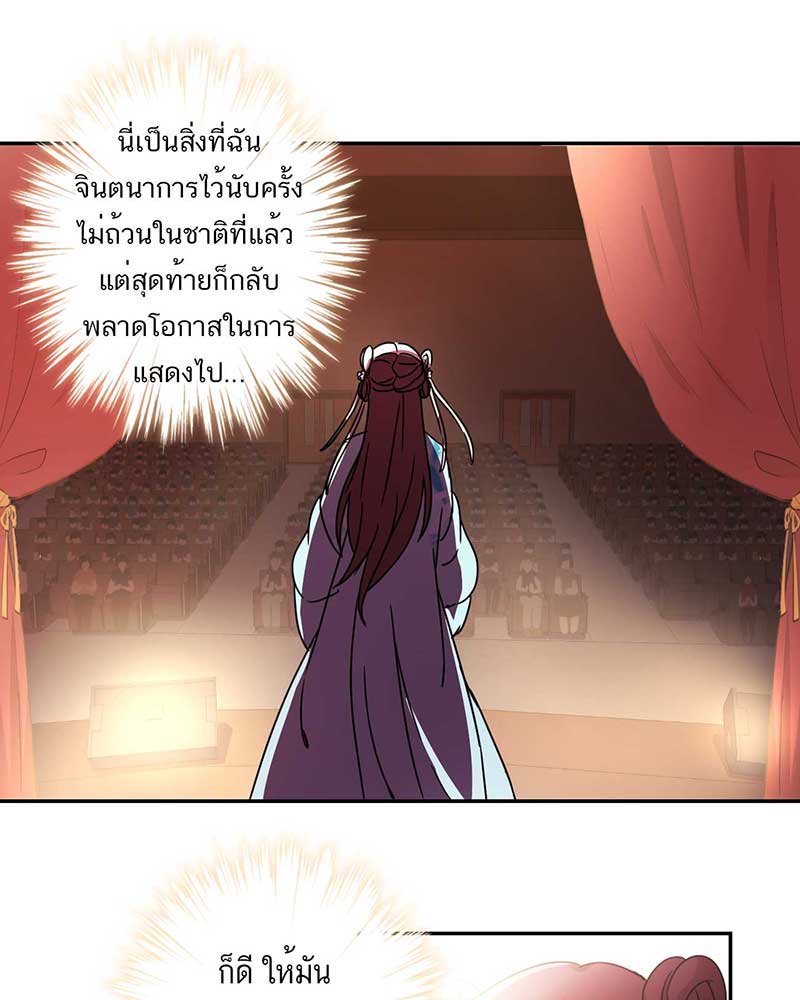 นี่เป็นสิ่งที่ฉัน
จินตนาการไว้นับครั้ง
ไม่ถ้วนในชาติที่แล้ว
แต่สุดท้ายก็กลับ
พลาดโอกาสในการ
แสดงไป...
ก็ดี ให้มัน